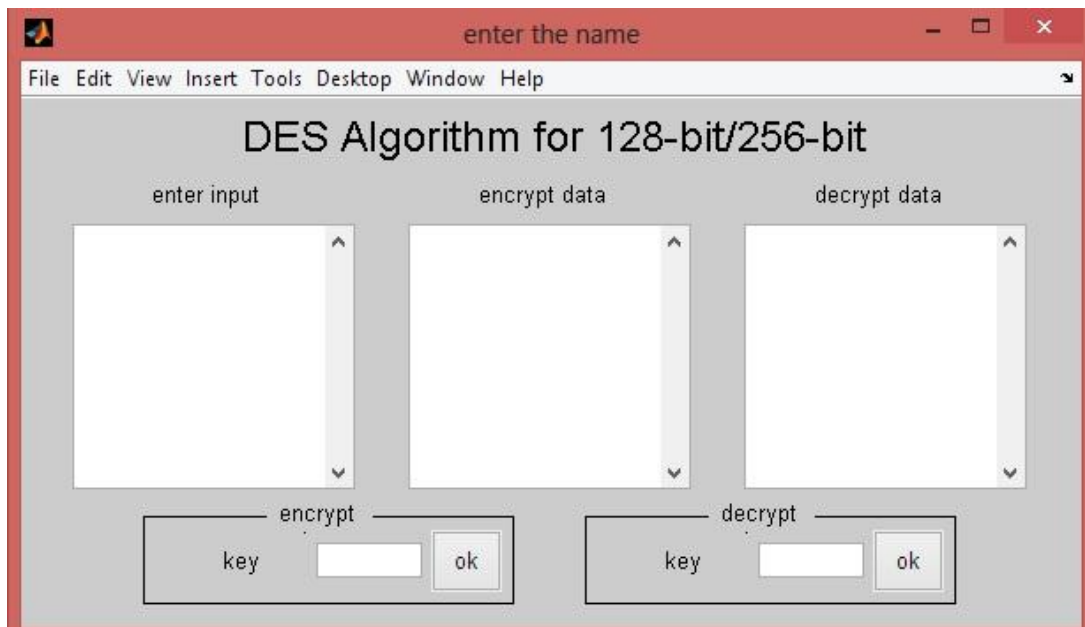 enter the name
File Edit View Insert Tools Desktop Window Help
DES Algorithm for 128-bit/256-bit
enter input encrypt data decrypt data
encrypt decrypt
key ok key ok